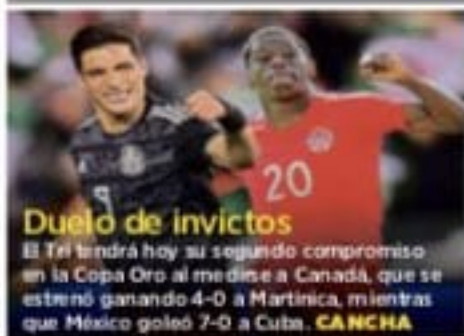 9
20
Duelo de invictos
El Tri tendrá hoy su segundo compromiso
en la Copa Oro al medirse a Canadá, que se
estrenó ganando 4-0 a Martinica, mientras
que México goleó 7-0 a Cuba. CANCHA